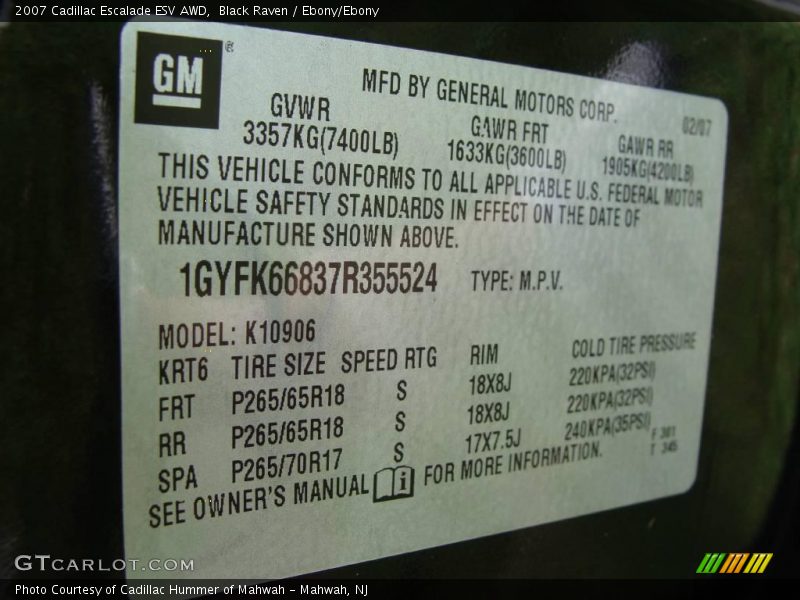 2007 Cadillac Escalade ESV AWD,  Black Raven / Ebony/Ebony
GM ®
MFD BY GENERAL MOTORS CORP.
02/07
GVWR GAWR FRT GAWR RR
3357KG(7400LB) 1633KG(3600LB) 1905KG(4200LB)
THIS VEHICLE CONFORMS TO ALL APPLICABLE U.S. FEDERAL MOTOR
VEHICLE SAFETY STANDARDS IN EFFECT ON THE DATE OF
MANUFACTURE SHOWN ABOVE.
1GYFK66837R355524 TYPE: M.P.V.
MODEL: K10906
KRT6 TIRE SIZE SPEED RTG RIM COLD TIRE PRESSURE
FRT P265/65R18 S 18X8J 220KPA(32PSI)
RR P265/65R18 S 18X8J 220KPA(32PSI)
SPA P265/70R17 S 17X7.5J 240KPA(35PSI)
F 301
T 345
SEE OWNER'S MANUAL i FOR MORE INFORMATION.
GTCARLOT.COM
Photo Courtesy of Cadillac Hummer of Mahwah - Mahwah, NJ